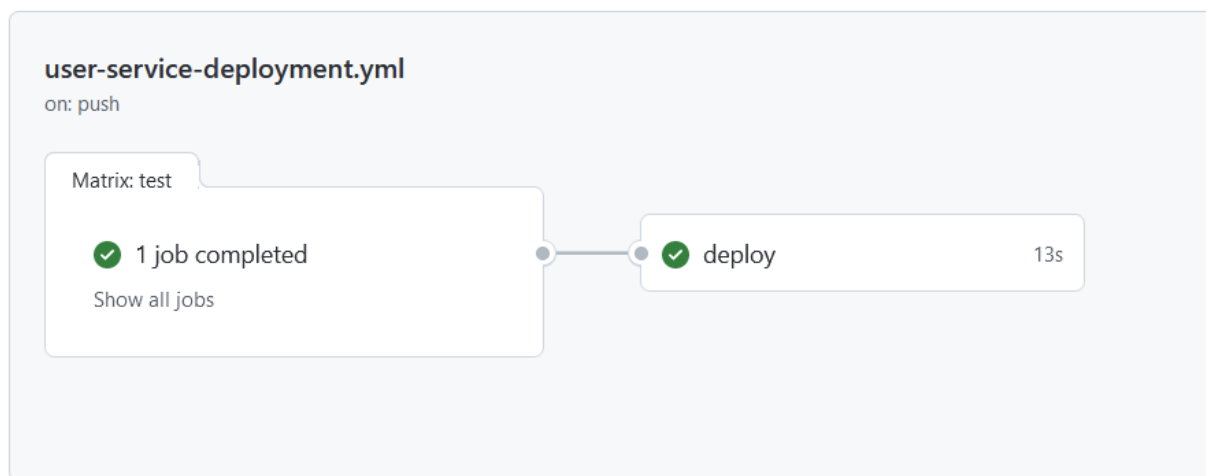 user-service-deployment.yml
on: push
Matrix: test
1 job completed
Show all jobs
deploy
13s